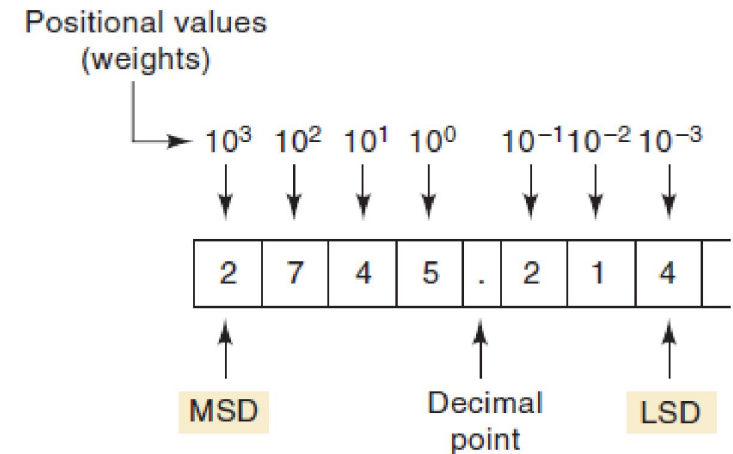 Positional values
(weights)
10³ 10² 10¹ 10⁰ 10⁻¹ 10⁻² 10⁻³
2 7 4 5 . 2 1 4
MSD
Decimal
point
LSD